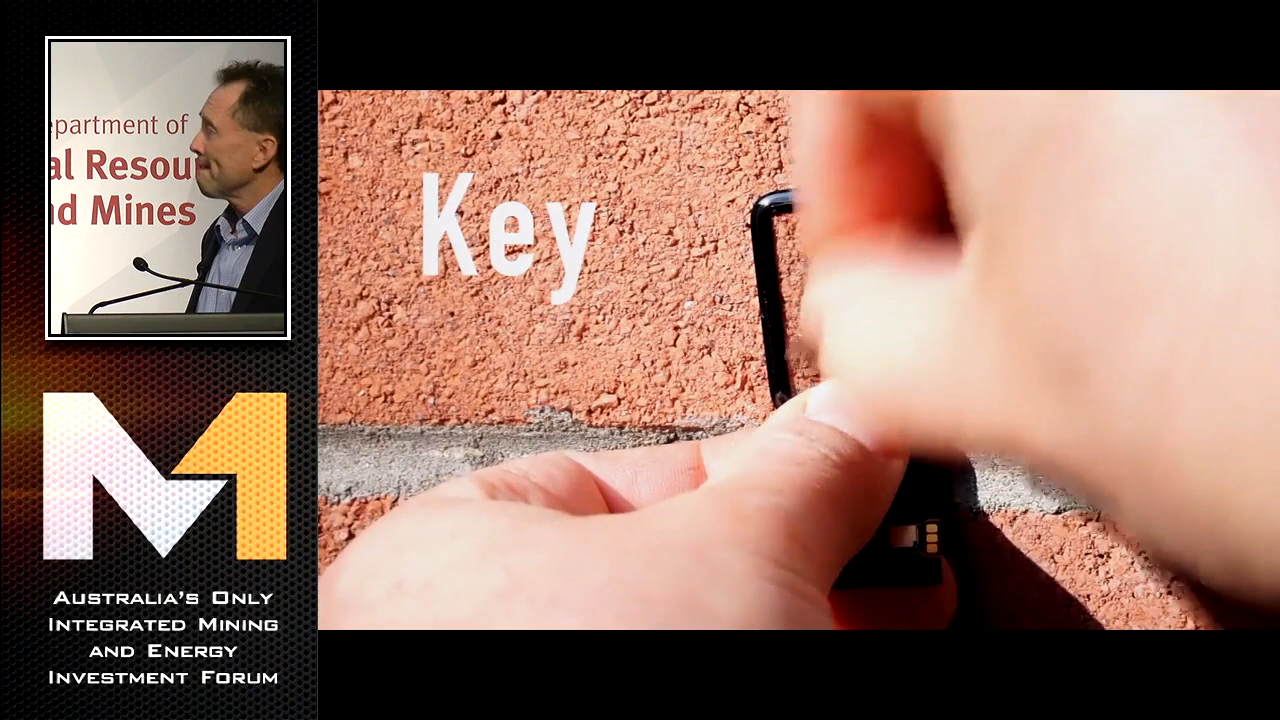 epartment of
al Resou
nd Mines
Key
M1
Australia's Only
Integrated Mining
and Energy
Investment Forum